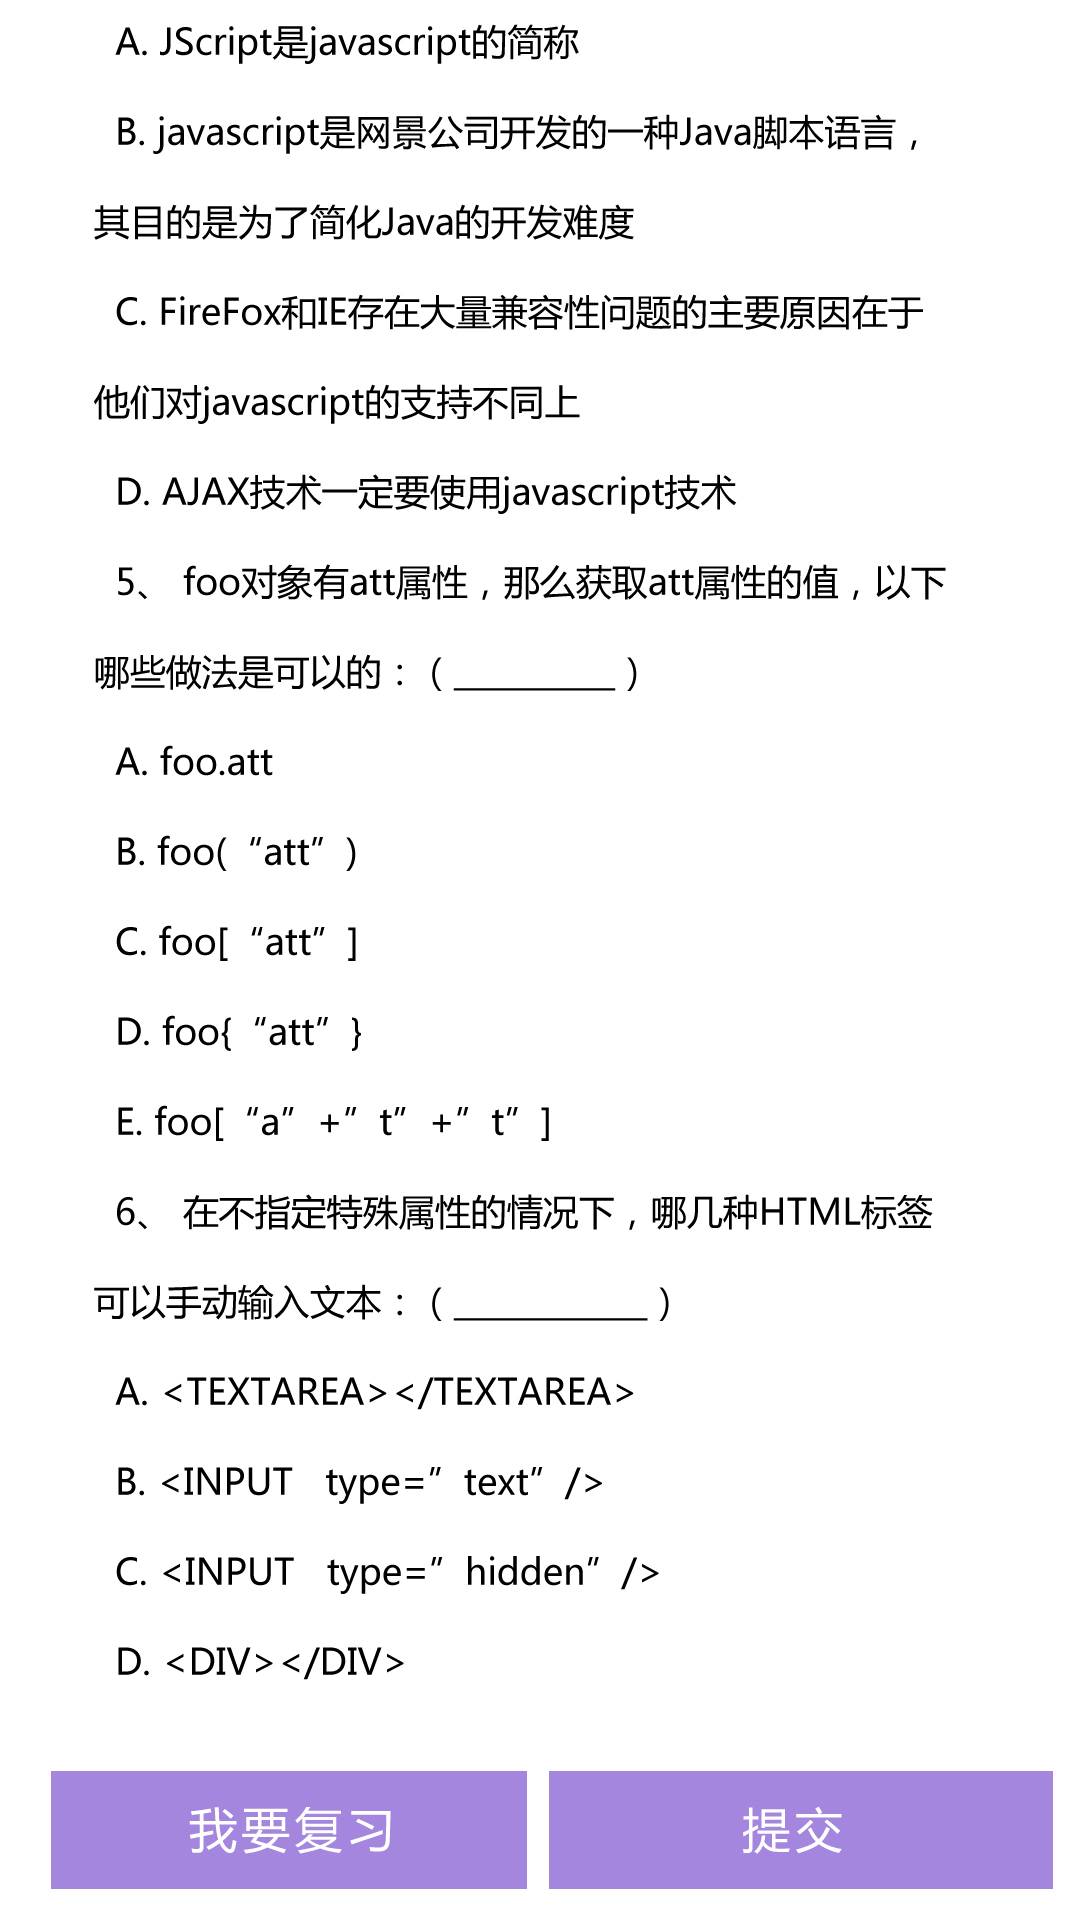 A. JScript是javascript的简称
B. javascript是网景公司开发的一种Java脚本语言，
其目的是为了简化Java的开发难度
C. FireFox和IE存在大量兼容性问题的主要原因在于
他们对javascript的支持不同上
D. AJAX技术一定要使用javascript技术
5、 foo对象有att属性，那么获取att属性的值，以下
哪些做法是可以的：（__________）
A. foo.att
B. foo(“att”)
C. foo[“att”]
D. foo{“att”}
E. foo[“a”+”t”+”t”]
6、 在不指定特殊属性的情况下，哪几种HTML标签
可以手动输入文本：（____________）
A. <TEXTAREA></TEXTAREA>
B. <INPUT type=”text”/>
C. <INPUT type=”hidden”/>
D. <DIV></DIV>
我要复习 提交